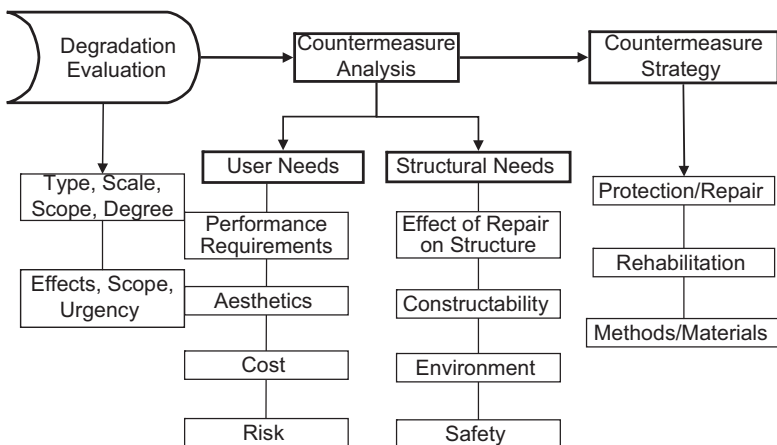 Degradation
Evaluation
Countermeasure
Analysis
Countermeasure
Strategy
User Needs
Structural Needs
Type, Scale,
Scope, Degree
Effects, Scope,
Urgency
Performance
Requirements
Aesthetics
Cost
Risk
Effect of Repair
on Structure
Constructability
Environment
Safety
Protection/Repair
Rehabilitation
Methods/Materials